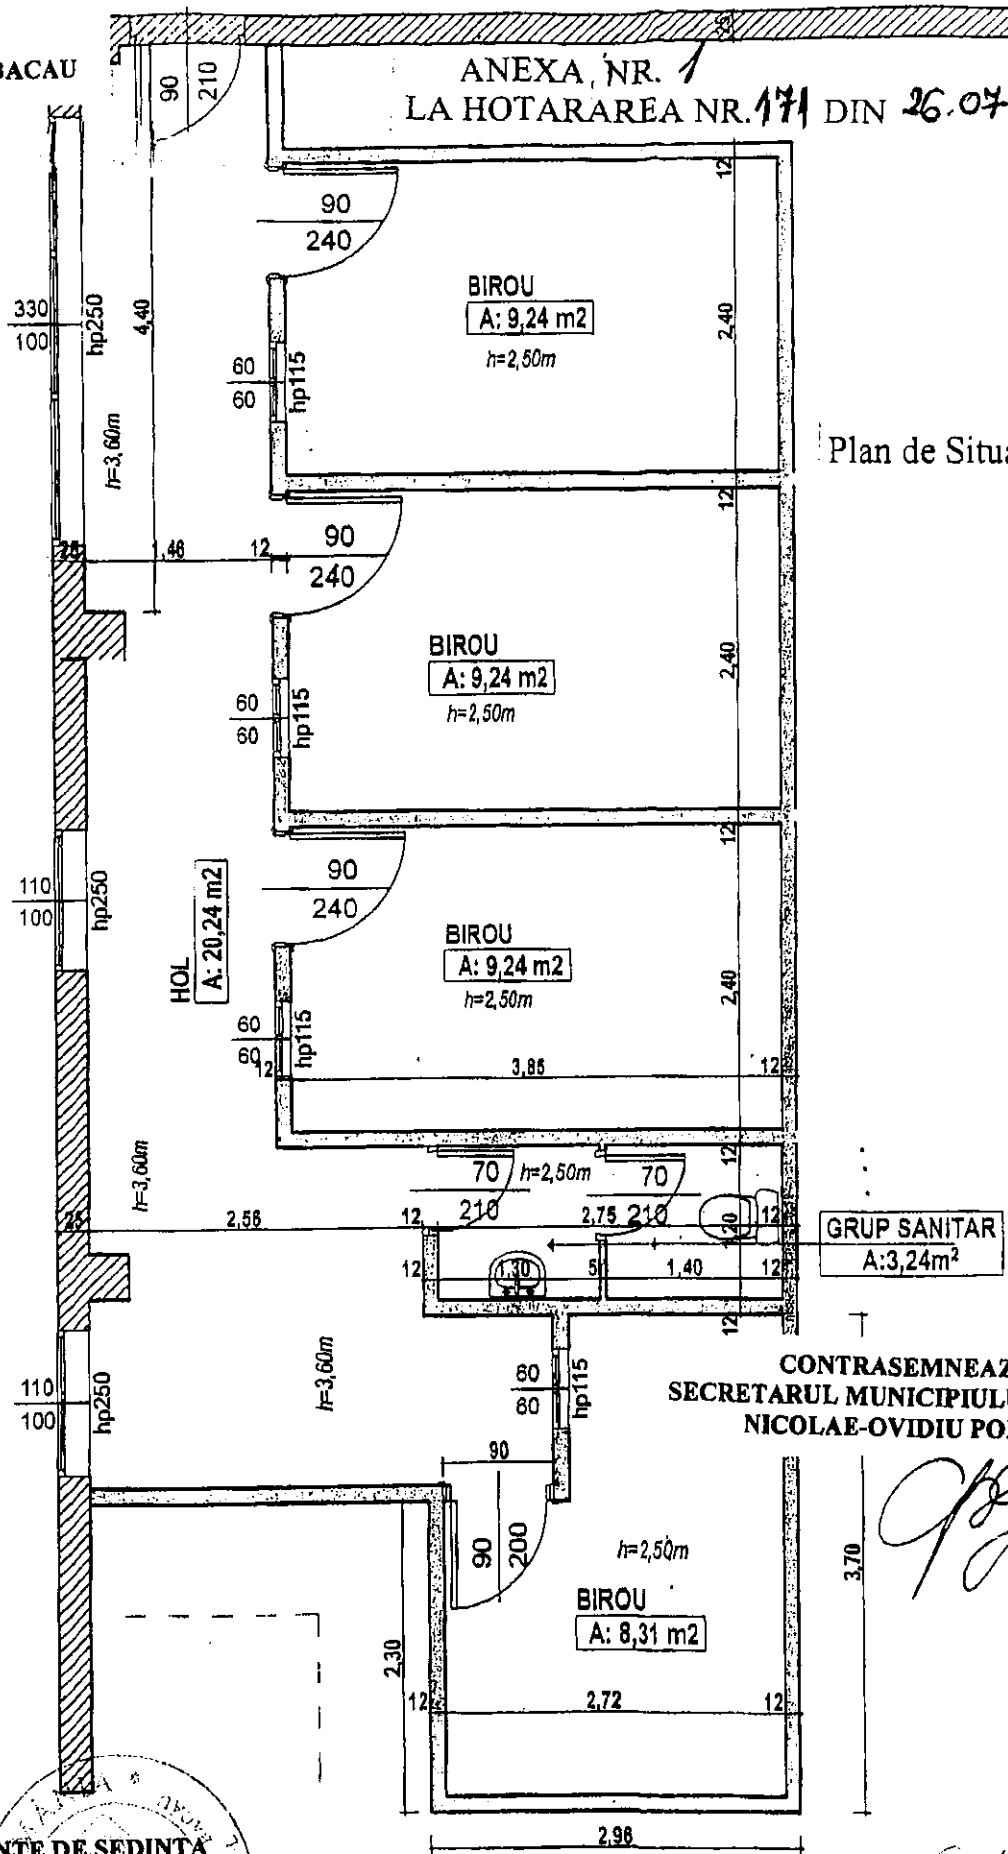 BACAU
ANEXA NR. 1
LA HOTARAREA NR. 171 DIN 26.07
25
90
210
12
90
240
BIROU
A: 9,24 m2
h=2,50m
2,40
330
100
hp250
4,40
60
60
hp115
h=3,60m
Plan de Situa
12
25
,46
12
90
240
BIROU
A: 9,24 m2
h=2,50m
2,40
60
60
hp115
12
90
240
110
100
hp250
HOL
A: 20,24 m2
BIROU
A: 9,24 m2
h=2,50m
2,40
60
60
hp115
12
3,85
12
h=3,60m
12
70
210
h=2,50m
70
210
25
2,56
12
2,75
1,20
12
GRUP SANITAR
A:3,24m²
12
1,30
5
1,40
12
12
h=3,60m
CONTRASEMNEAZ
SECRETARUL MUNICIPIULU
NICOLAE-OVIDIU PO
110
100
hp250
60
60
hp115
90
90
200
h=2,50m
3,70
BIROU
A: 8,31 m2
2,30
12
2,72
12
2,96
NTE DE SEDINTA